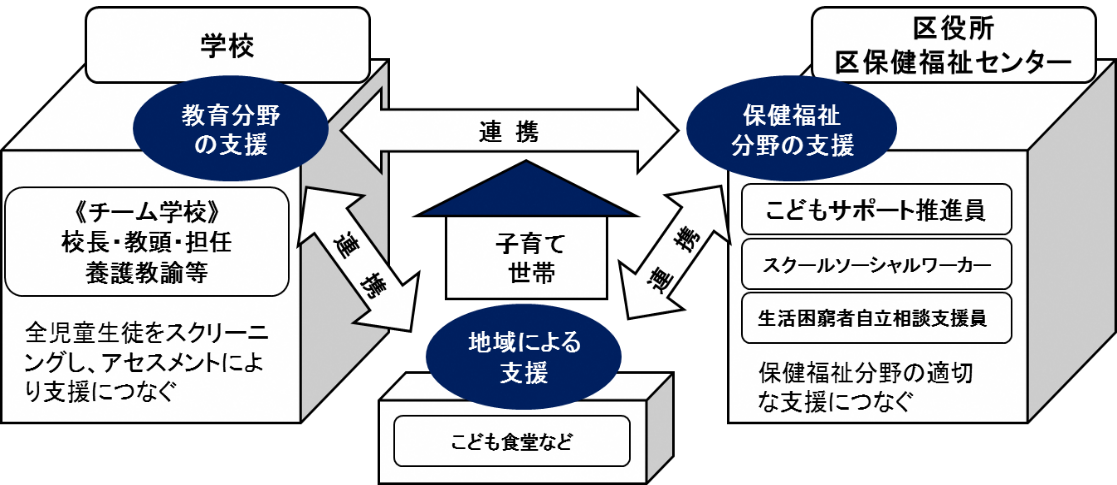 学校
教育分野
の支援
《チーム学校》
校長・教頭・担任
養護教諭等
全児童生徒をスクリーニ
ングし、アセスメントによ
り支援につなぐ
連 携
子育て
世帯
連 携
連 携
地域による
支援
こども食堂など
区役所
区保健福祉センター
保健福祉
分野の支援
こどもサポート推進員
スクールソーシャルワーカー
生活困窮者自立相談支援員
保健福祉分野の適切
な支援につなぐ